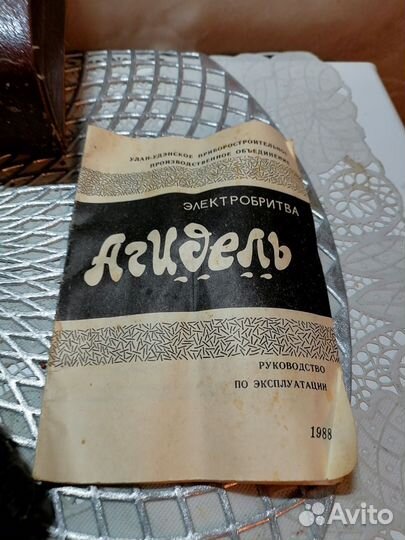 УЛАН-УДЭНСКОЕ ПРИБОРОСТРОИТЕЛЬНОЕ
ПРОИЗВОДСТВЕННОЕ ОБЪЕДИНЕНИЕ
ЭЛЕКТРОБРИТВА
Агидель
РУКОВОДСТВО
ПО ЭКСПЛУАТАЦИИ
1988
Avito